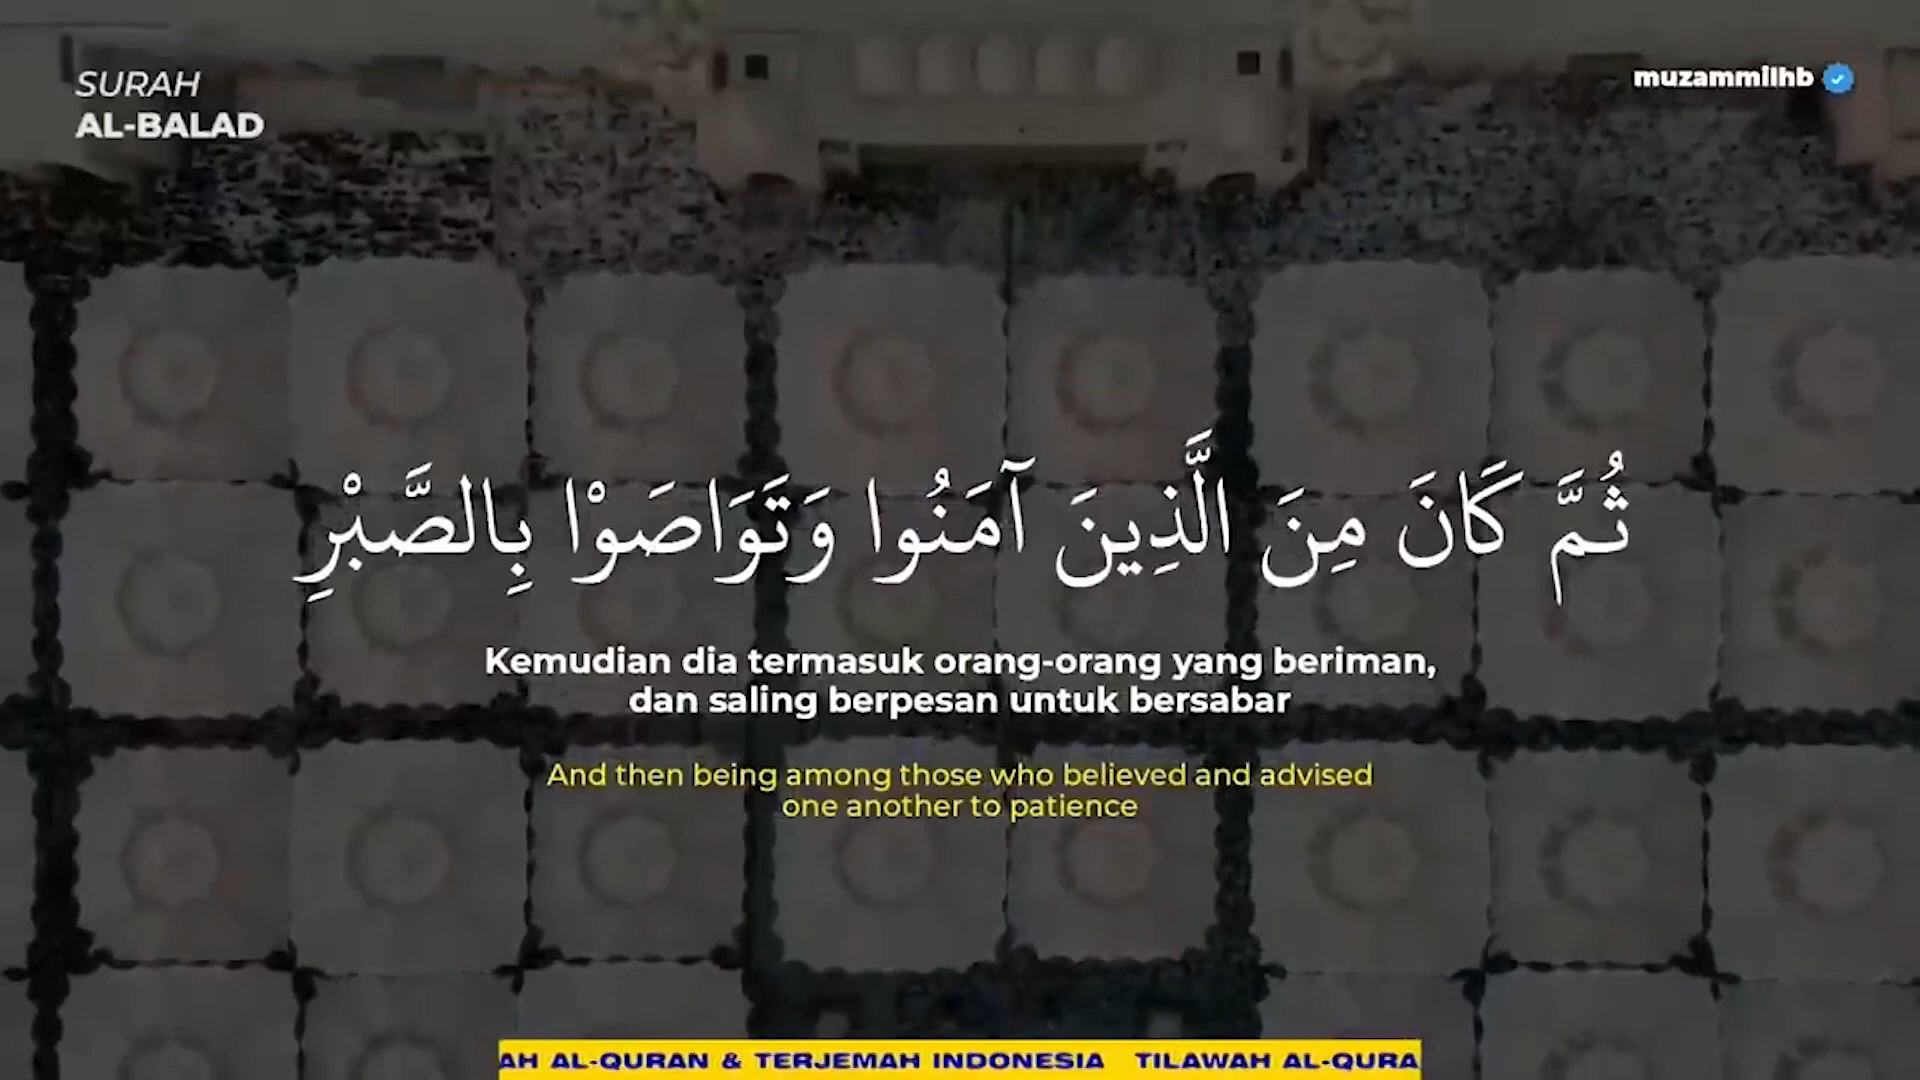 SURAH
AL-BALAD
muzammilhb
ثُمَّ كَانَ مِنَ الَّذِينَ آمَنُوا وَتَوَاصَوْا بِالصَّبْرِ
Kemudian dia termasuk orang-orang yang beriman,
dan saling berpesan untuk bersabar
And then being among those who believed and advised
one another to patience
AH AL-QURAN & TERJEMAH INDONESIA TILAWAH AL-QURA